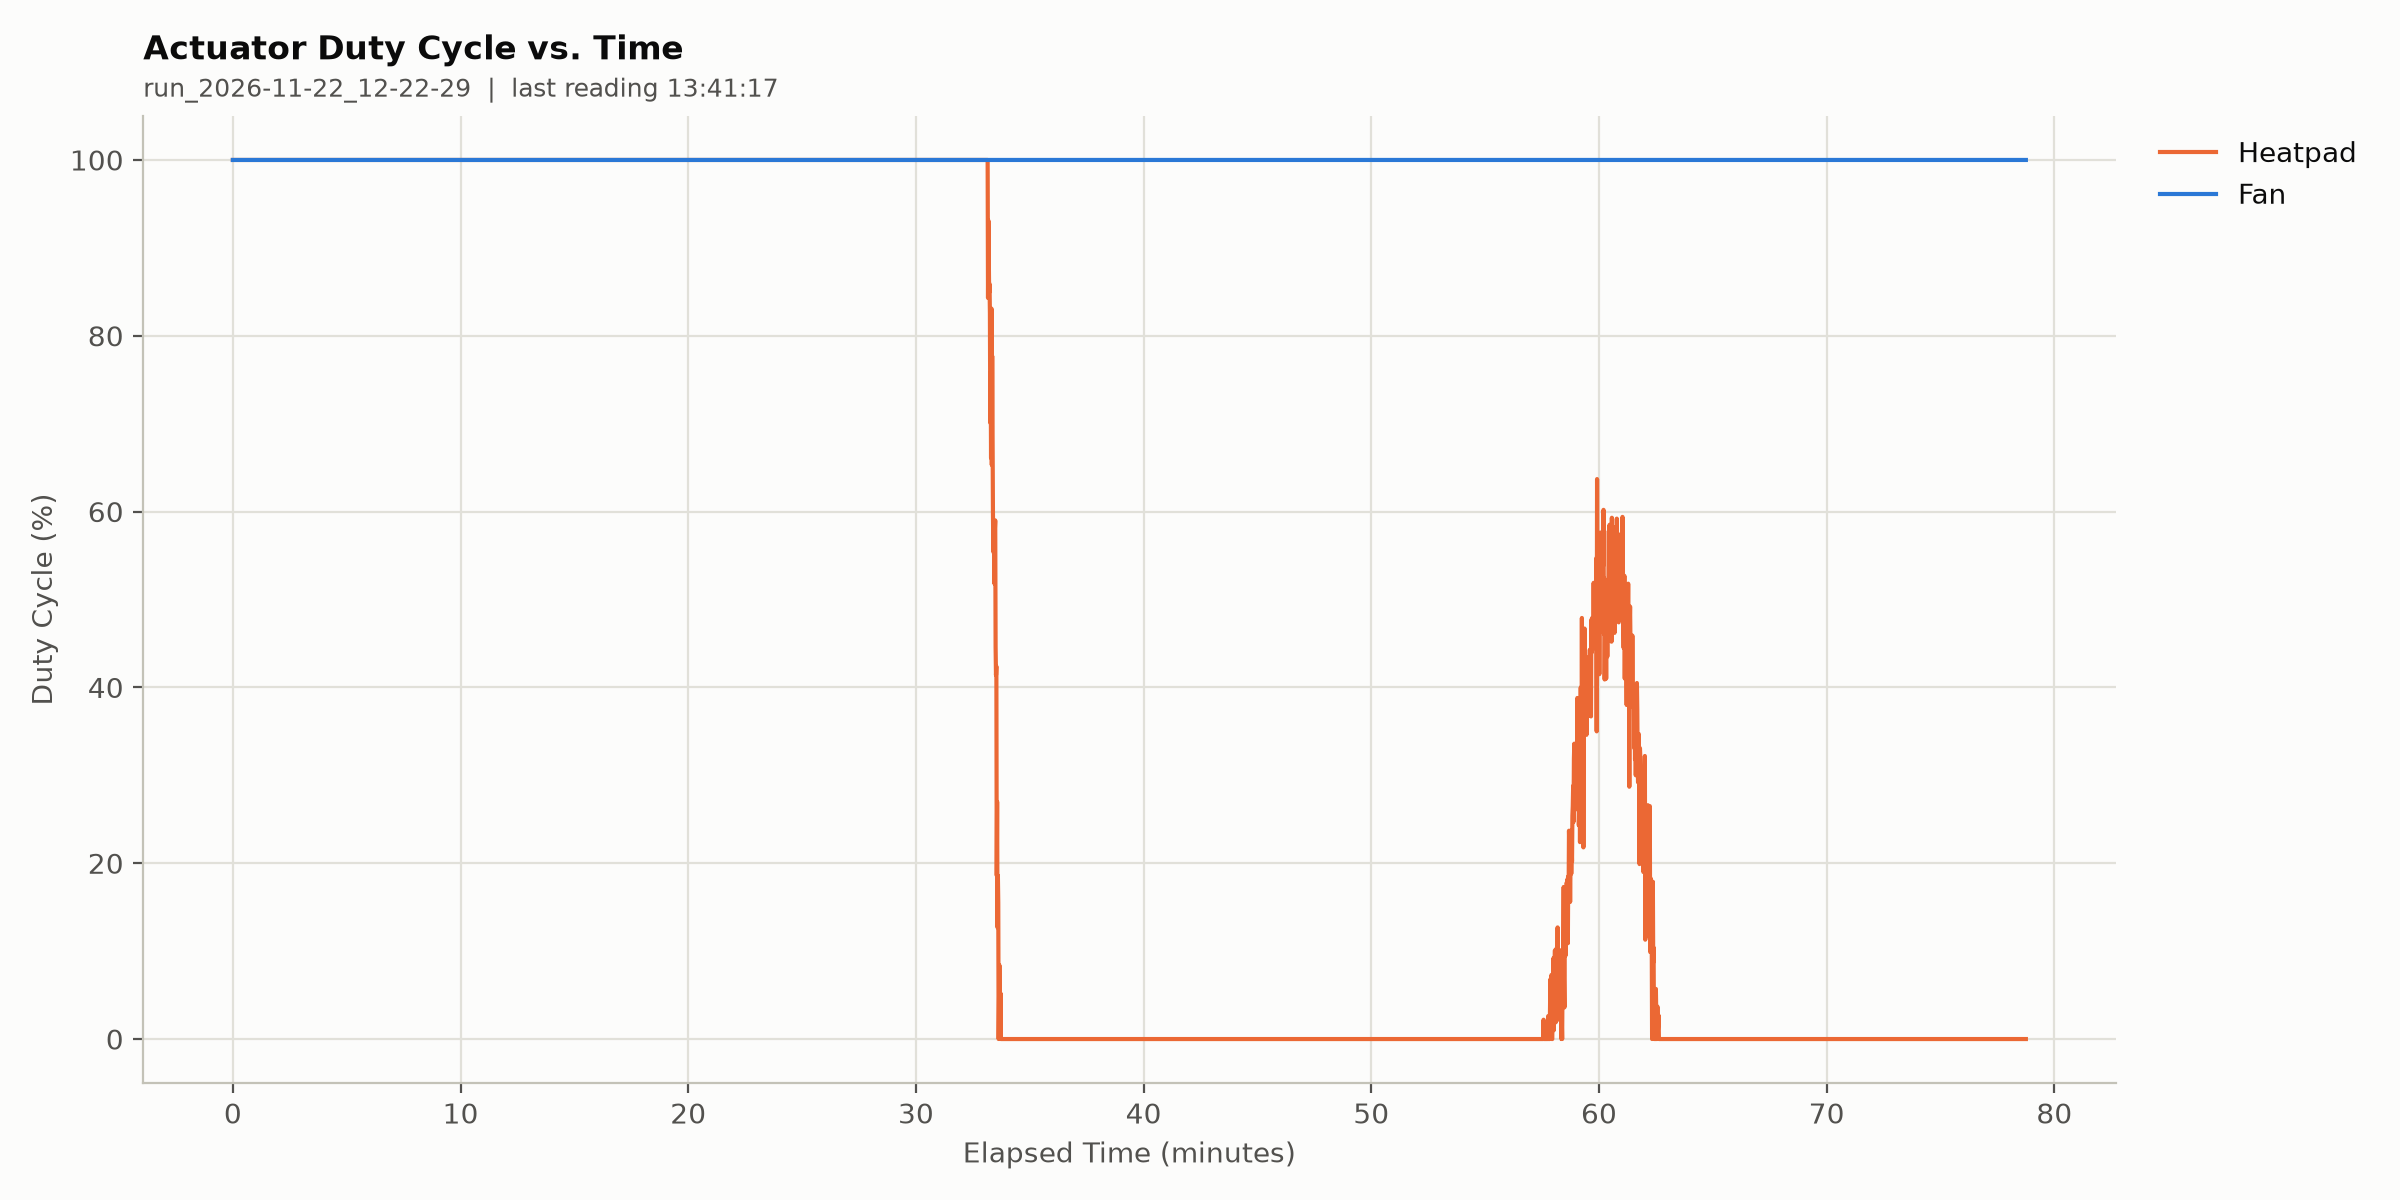 Actuator Duty Cycle vs. Time
run_2026-11-22_12-22-29 | last reading 13:41:17
Heatpad
Fan
Duty Cycle (%)
100
80
60
40
20
0
0 10 20 30 40 50 60 70 80
Elapsed Time (minutes)